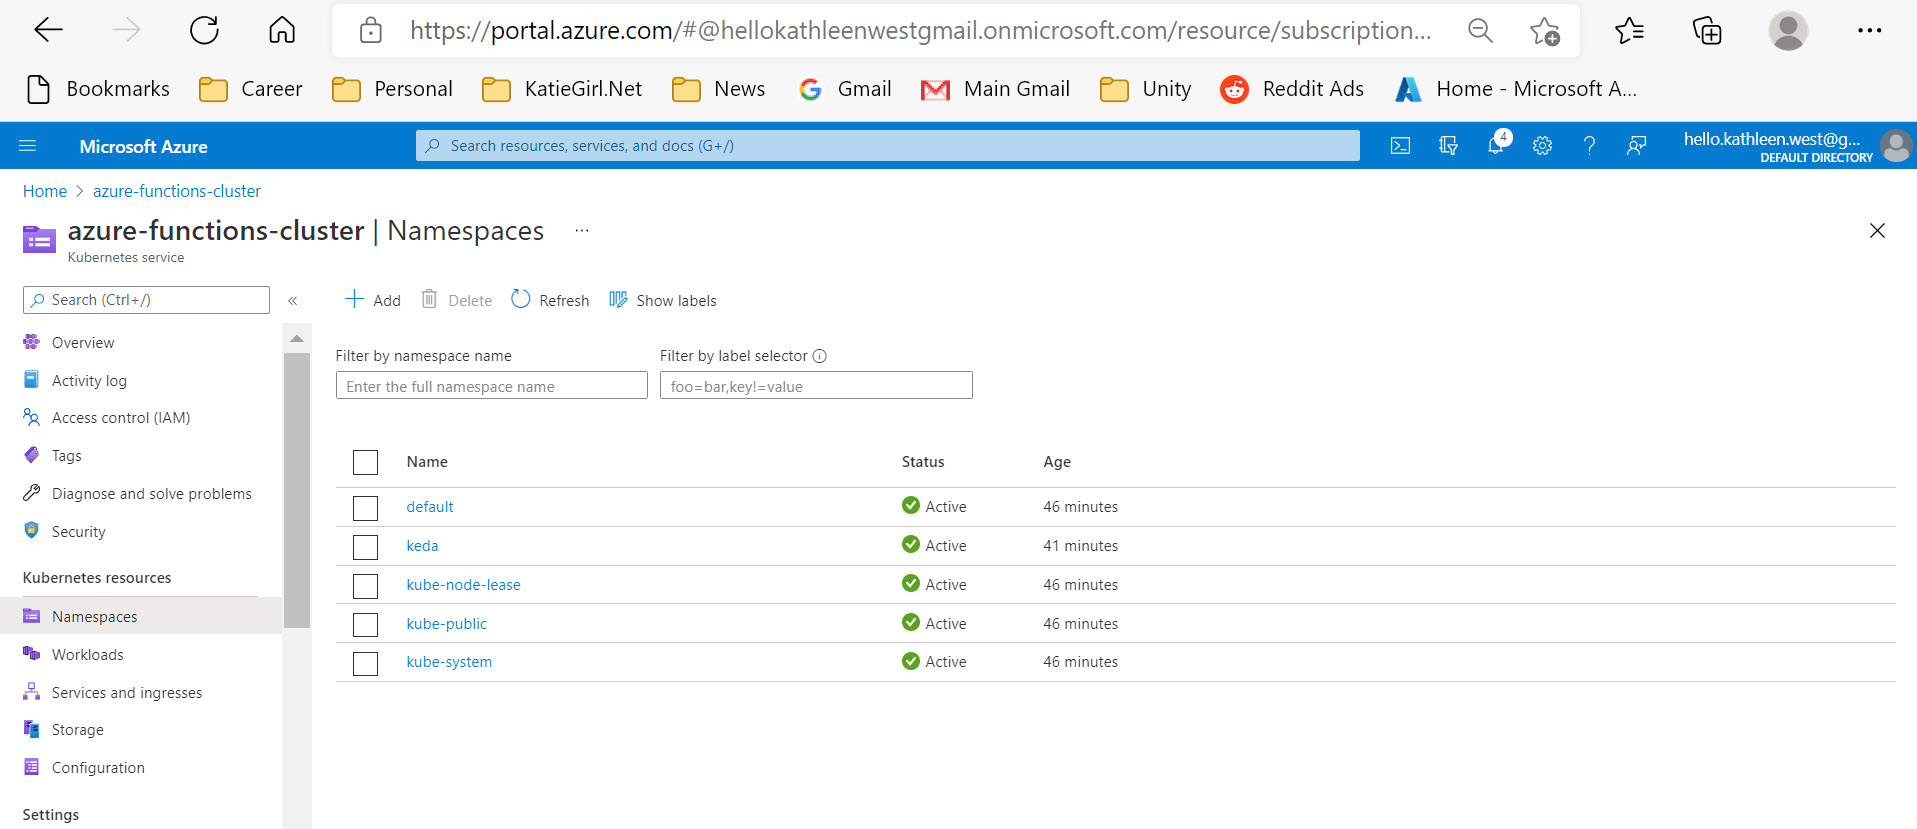 https://portal.azure.com/#@hellokathleenwestgmail.onmicrosoft.com/resource/subscription...
Bookmarks Career Personal KatieGirl.Net News Gmail Main Gmail Unity Reddit Ads Home - Microsoft A...
Microsoft Azure
Search resources, services, and docs (G+/)
4
hello.kathleen.west@g...
DEFAULT DIRECTORY
Home > azure-functions-cluster
azure-functions-cluster | Namespaces ...
Kubernetes service
Search (Ctrl+/) «
Add Delete Refresh Show labels
Overview
Activity log
Access control (IAM)
Tags
Diagnose and solve problems
Security
Kubernetes resources
Namespaces
Workloads
Services and ingresses
Storage
Configuration
Settings
Filter by namespace name Filter by label selector
Enter the full namespace name foo=bar,key!=value
Name Status Age
default Active 46 minutes
keda Active 41 minutes
kube-node-lease Active 46 minutes
kube-public Active 46 minutes
kube-system Active 46 minutes